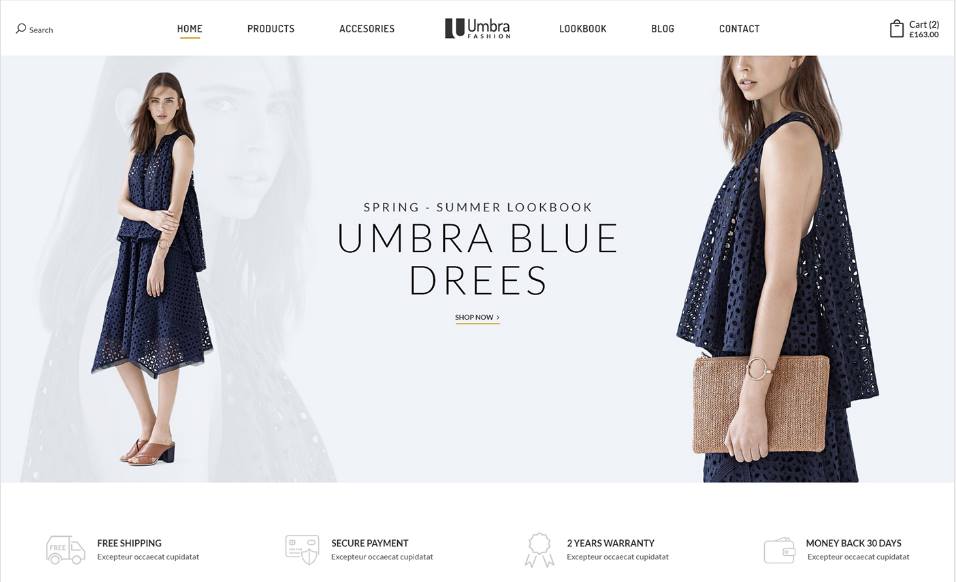 Search
HOME
PRODUCTS
ACCESORIES
Umbra
FASHION
LOOKBOOK
BLOG
CONTACT
Cart (2)
£163.00
SPRING - SUMMER LOOKBOOK
UMBRA BLUE
DREES
SHOP NOW >
FREE
FREE SHIPPING
Excepteur occaecat cupidatat
SECURE PAYMENT
Excepteur occaecat cupidatat
2 YEARS WARRANTY
Excepteur occaecat cupidatat
MONEY BACK 30 DAYS
Excepteur occaecat cupidatat